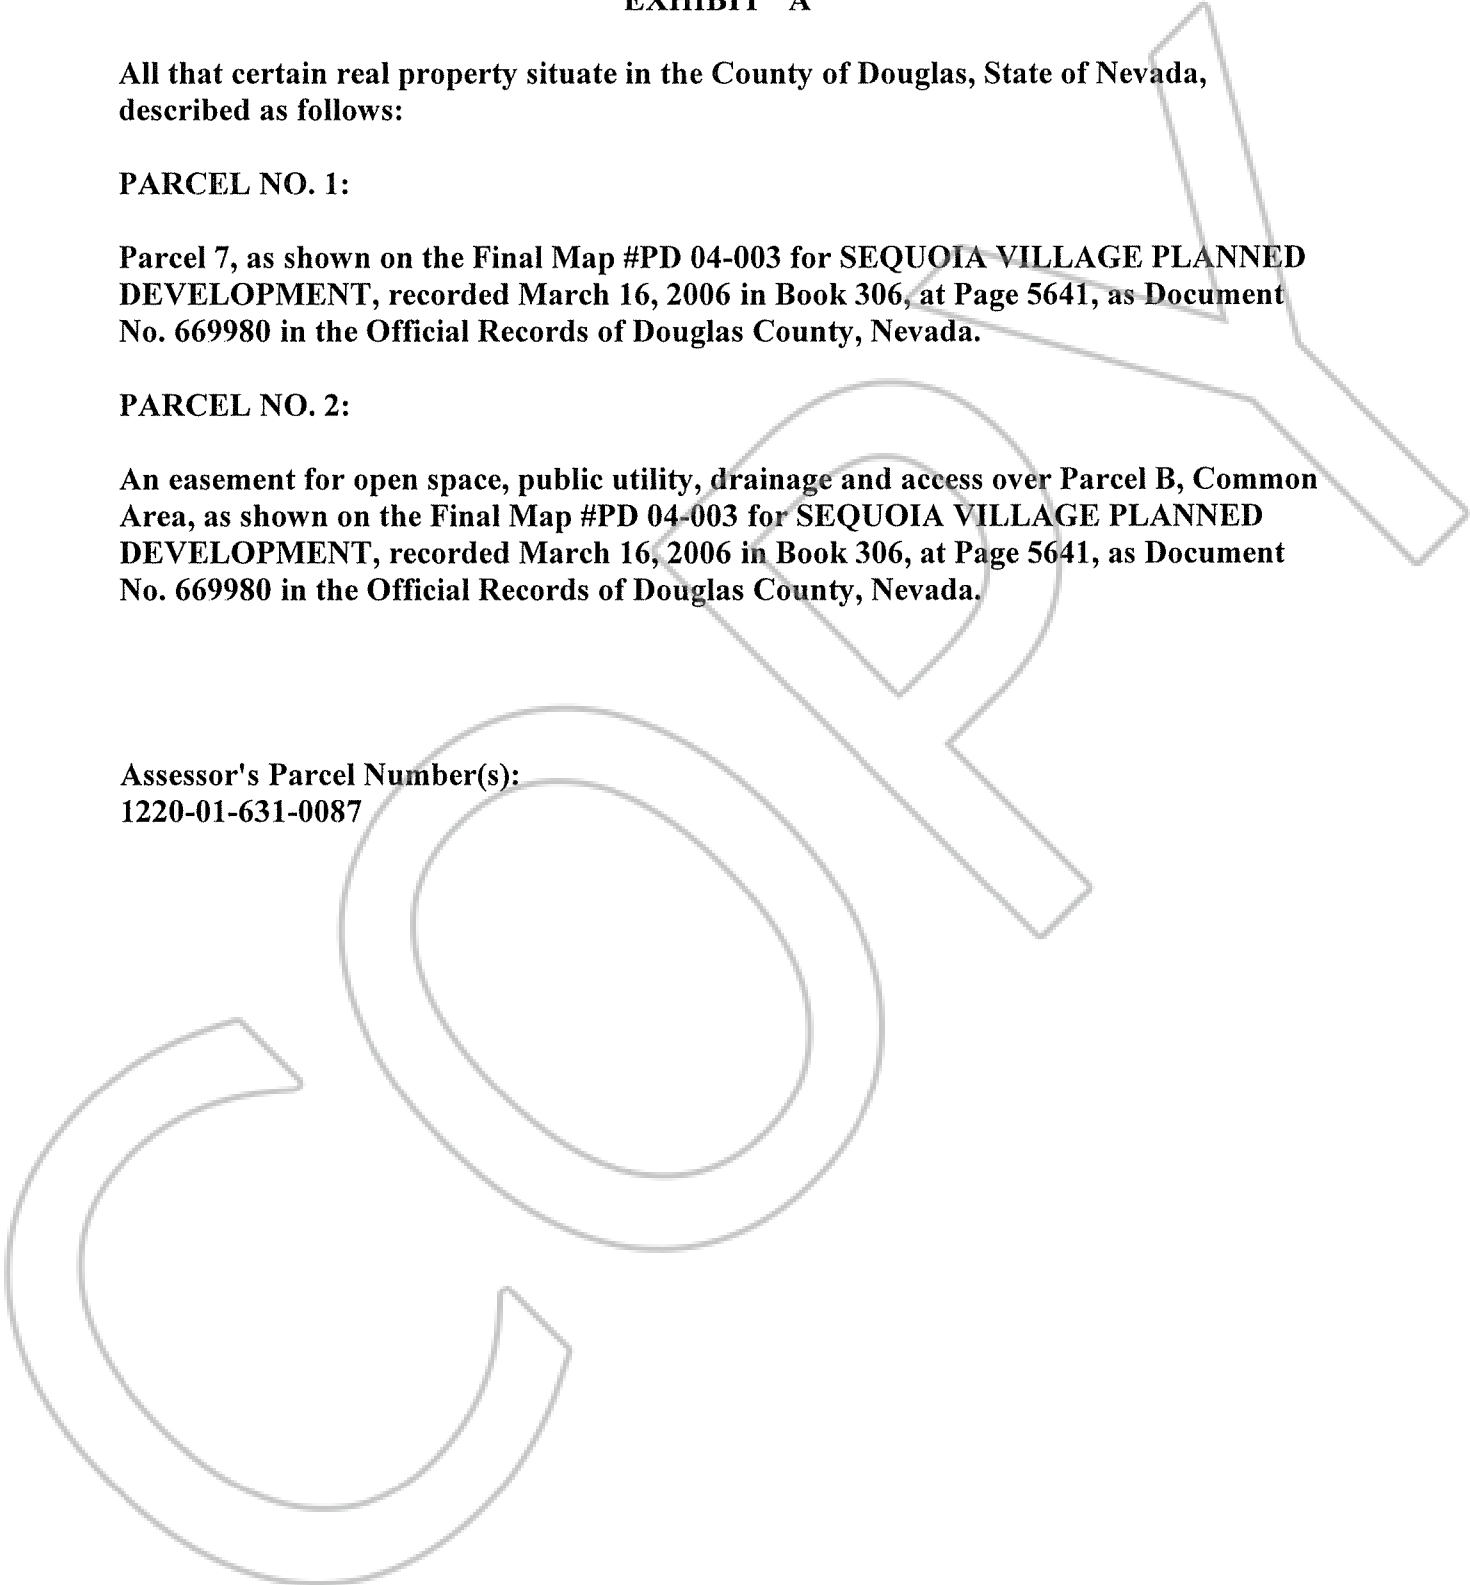 EXHIBIT "A"
All that certain real property situate in the County of Douglas, State of Nevada,
described as follows:
PARCEL NO. 1:
Parcel 7, as shown on the Final Map #PD 04-003 for SEQUOIA VILLAGE PLANNED
DEVELOPMENT, recorded March 16, 2006 in Book 306, at Page 5641, as Document
No. 669980 in the Official Records of Douglas County, Nevada.
PARCEL NO. 2:
An easement for open space, public utility, drainage and access over Parcel B, Common
Area, as shown on the Final Map #PD 04-003 for SEQUOIA VILLAGE PLANNED
DEVELOPMENT, recorded March 16, 2006 in Book 306, at Page 5641, as Document
No. 669980 in the Official Records of Douglas County, Nevada.
Assessor's Parcel Number(s):
1220-01-631-0087
COPY